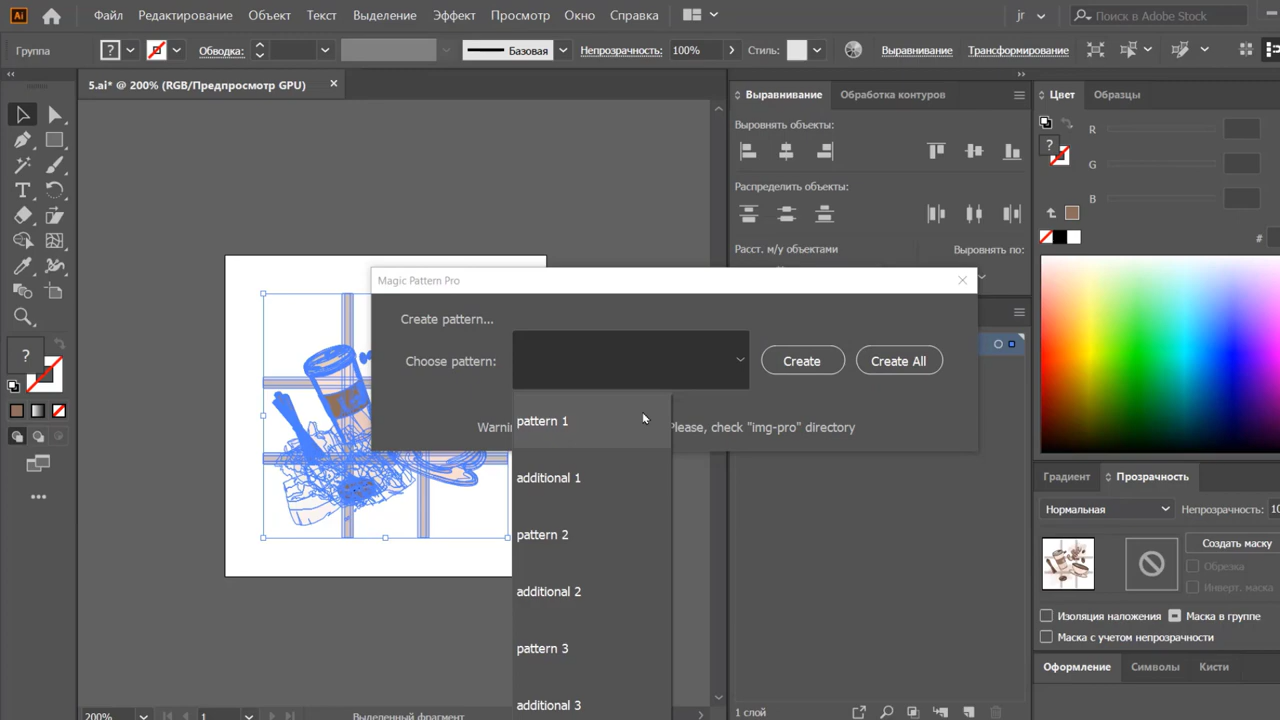 Ai
Файл Редактирование Объект Текст Выделение Эффект Просмотр Окно Справка
jr
Поиск в Adobe Stock
Группа
?
Обводка:
Базовая
Непрозрачность:
100%
Стиль:
Выравнивание
Трансформирование
5.ai* @ 200% (RGB/Предпросмотр GPU)
Выравнивание
Обработка контуров
Выровнять объекты:
Распределить объекты:
Расст. м/у объектами
Выровнять по:
Цвет
Образцы
?
R
G
B
#
Magic Pattern Pro
Create pattern...
Choose pattern:
Create
Create All
Please, check "img-pro" directory
pattern 1
additional 1
pattern 2
additional 2
pattern 3
additional 3
T
?
Градиент
Прозрачность
Нормальная
Непрозрачность:
Создать маску
Обрезка
Инверт. маска
Изоляция наложения
Маска в группе
Маска с учетом непрозрачности
Оформление
Символы
Кисти
200%
1
Выделенный фрагмент
1 слой